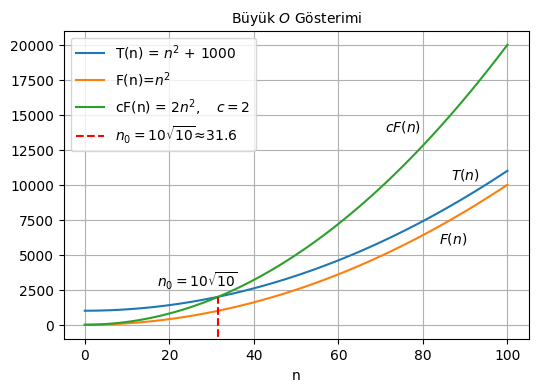 Büyük O Gösterimi
T(n) = n² + 1000
F(n)=n²
cF(n) = 2n², c = 2
n₀ = 10√10≈31.6
20000
17500
15000
12500
10000
7500
5000
2500
0
cF(n)
T(n)
F(n)
n₀ = 10√10
0 20 40 60 80 100
n